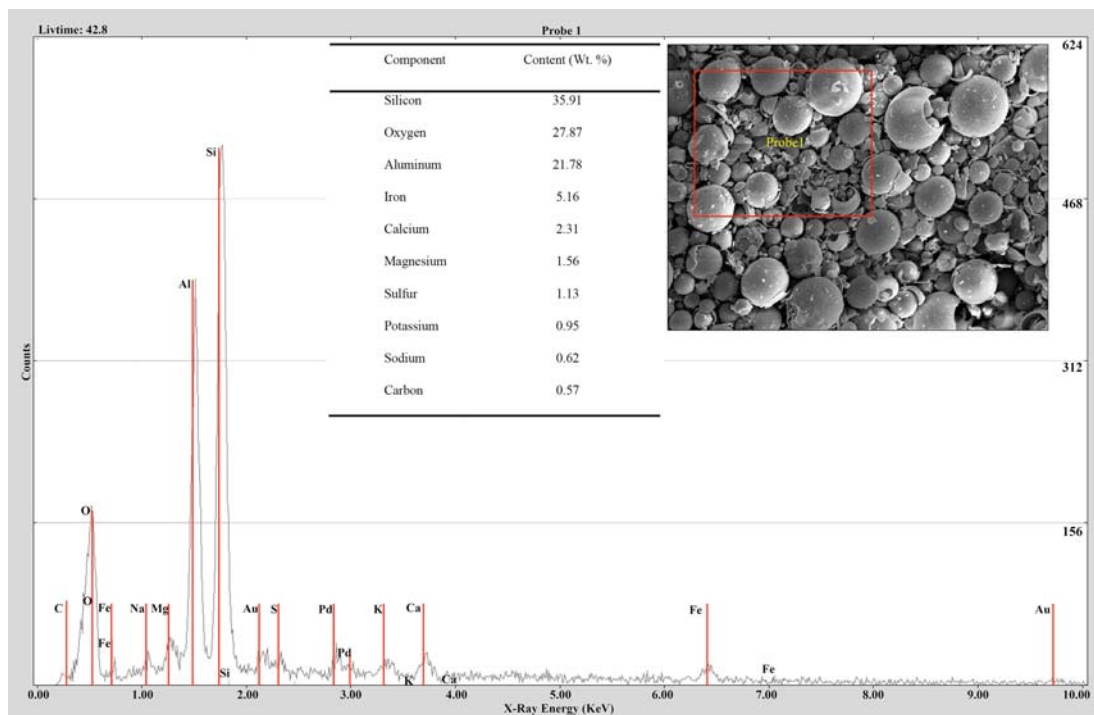 Livtime: 42.8
Probe 1
624
468
312
156
Component Content (Wt. %)
Silicon 35.91
Oxygen 27.87
Aluminum 21.78
Iron 5.16
Calcium 2.31
Magnesium 1.56
Sulfur 1.13
Potassium 0.95
Sodium 0.62
Carbon 0.57
Probe1
Si
Al
O
C
O
Fe
Fe
Na
Mg
Si
Au
S
Pd
Pd
K
K
Ca
Ca
Fe
Fe
Au
Counts
0.00 1.00 2.00 3.00 4.00 5.00 6.00 7.00 8.00 9.00 10.00
X-Ray Energy (KeV)